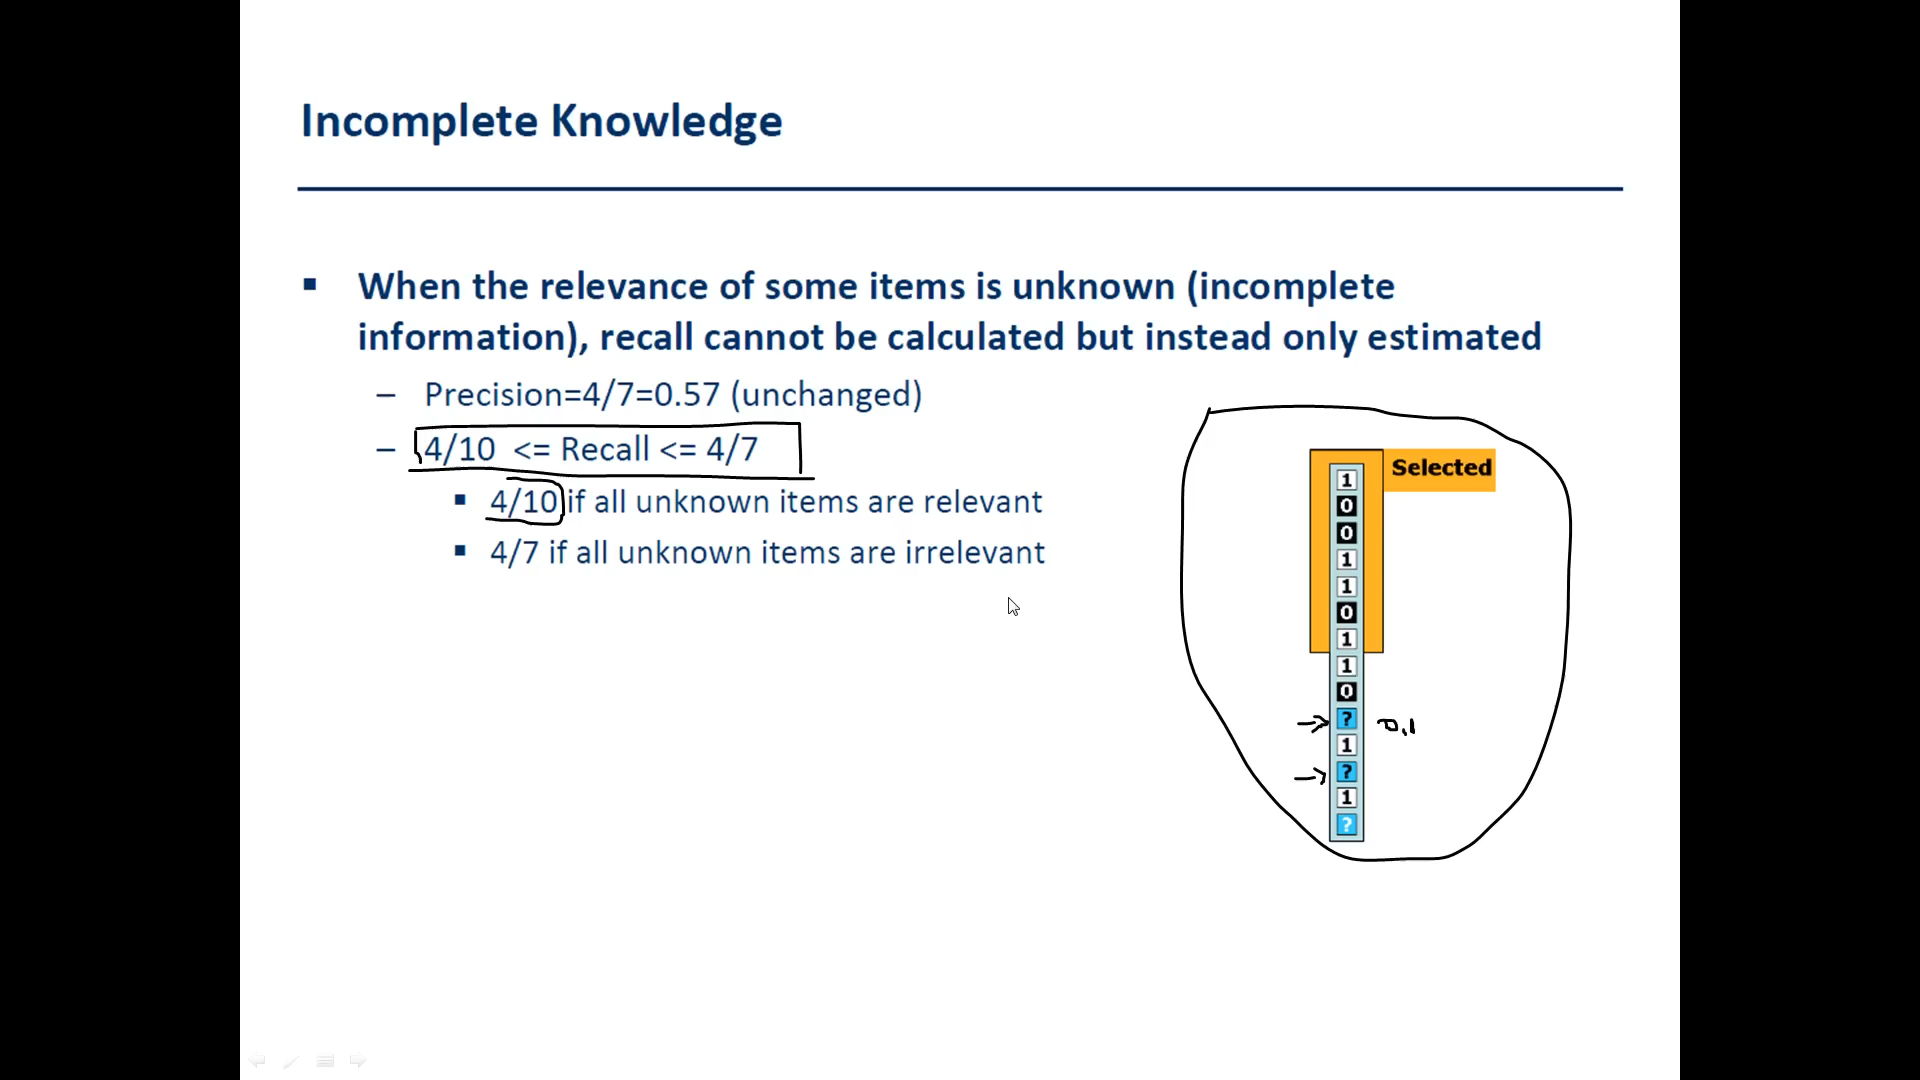 Incomplete Knowledge
▪ When the relevance of some items is unknown (incomplete
information), recall cannot be calculated but instead only estimated
– Precision=4/7=0.57 (unchanged)
– 4/10 <= Recall <= 4/7
▪ 4/10 if all unknown items are relevant
▪ 4/7 if all unknown items are irrelevant
Selected
1
0
0
1
1
0
1
1
0
? 0,1
1
?
1
?